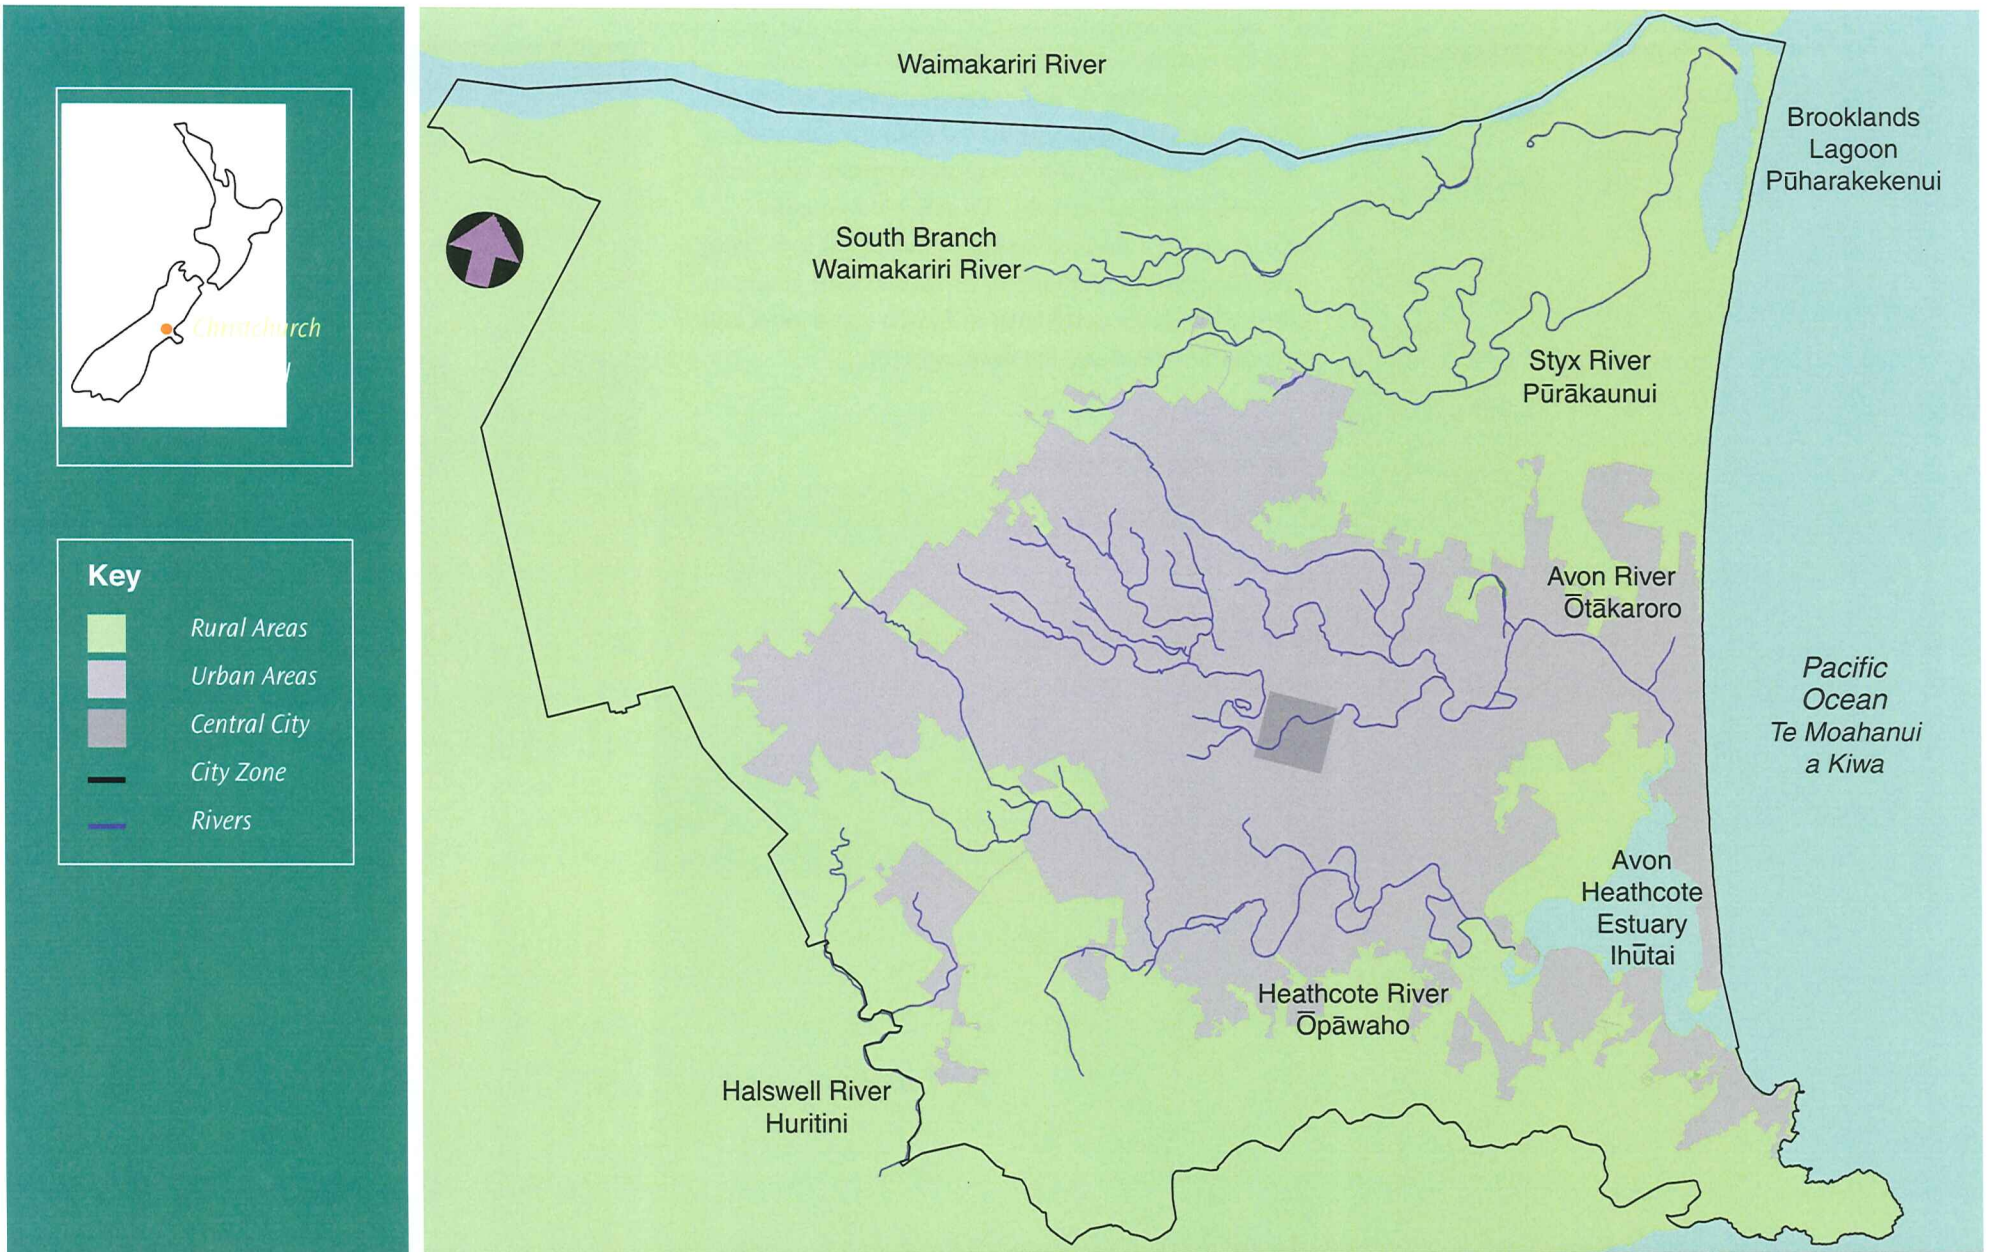 Christchurch
Key
Rural Areas
Urban Areas
Central City
City Zone
Rivers
Waimakariri River
Brooklands
Lagoon
Pūharakekenui
South Branch
Waimakariri River
Styx River
Pūrākaunui
Avon River
Ōtākaroro
Pacific
Ocean
Te Moahanui
a Kiwa
Avon
Heathcote
Estuary
Ihūtai
Heathcote River
Ōpāwaho
Halswell River
Huritini